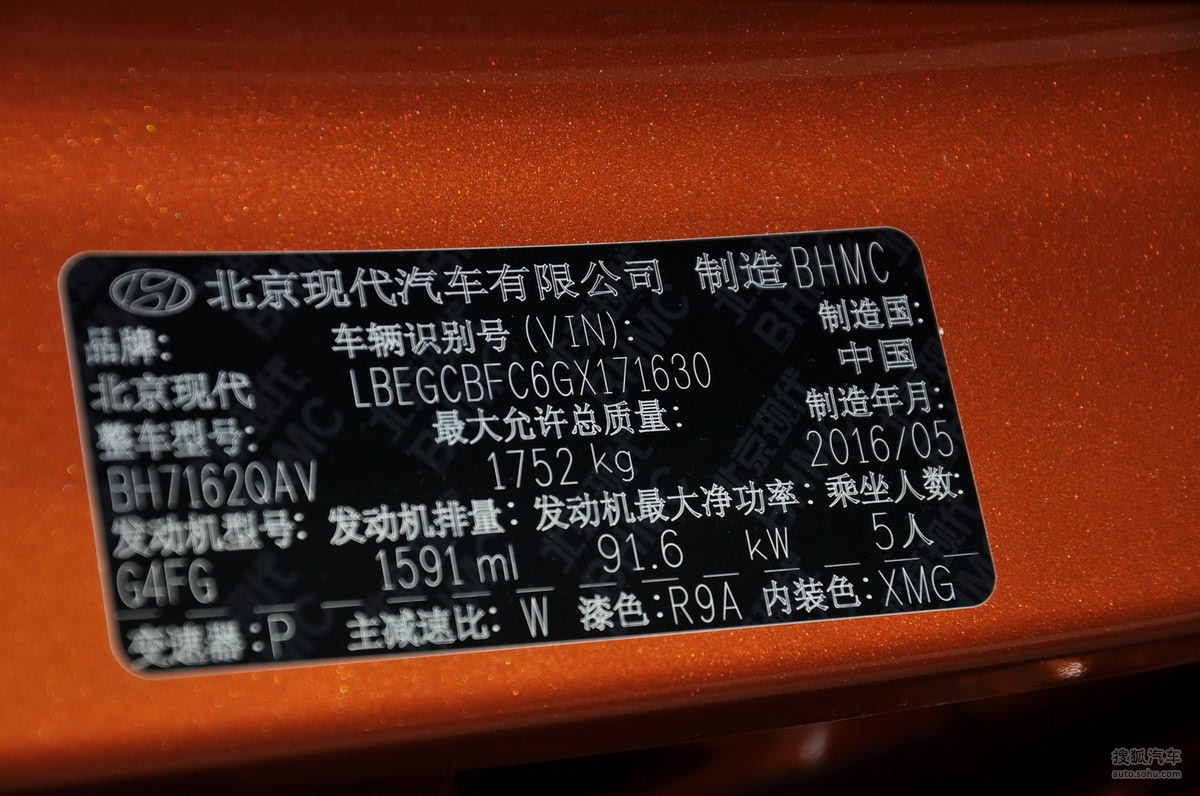 北京现代汽车有限公司 制造 BHMC
品牌: 车辆识别号(VIN): 制造国:
北京现代 LBEGCBFC6GX171630 中国
整车型号: 最大允许总质量: 制造年月:
BH7162QAV 1752 kg 2016/05
发动机型号: 发动机排量: 发动机最大净功率: 乘坐人数:
G4FG 1591 ml 91.6 kW 5人
变速器:P 主减速比: W 漆色:R9A 内装色:XMG
搜狐汽车
auto.sohu.com